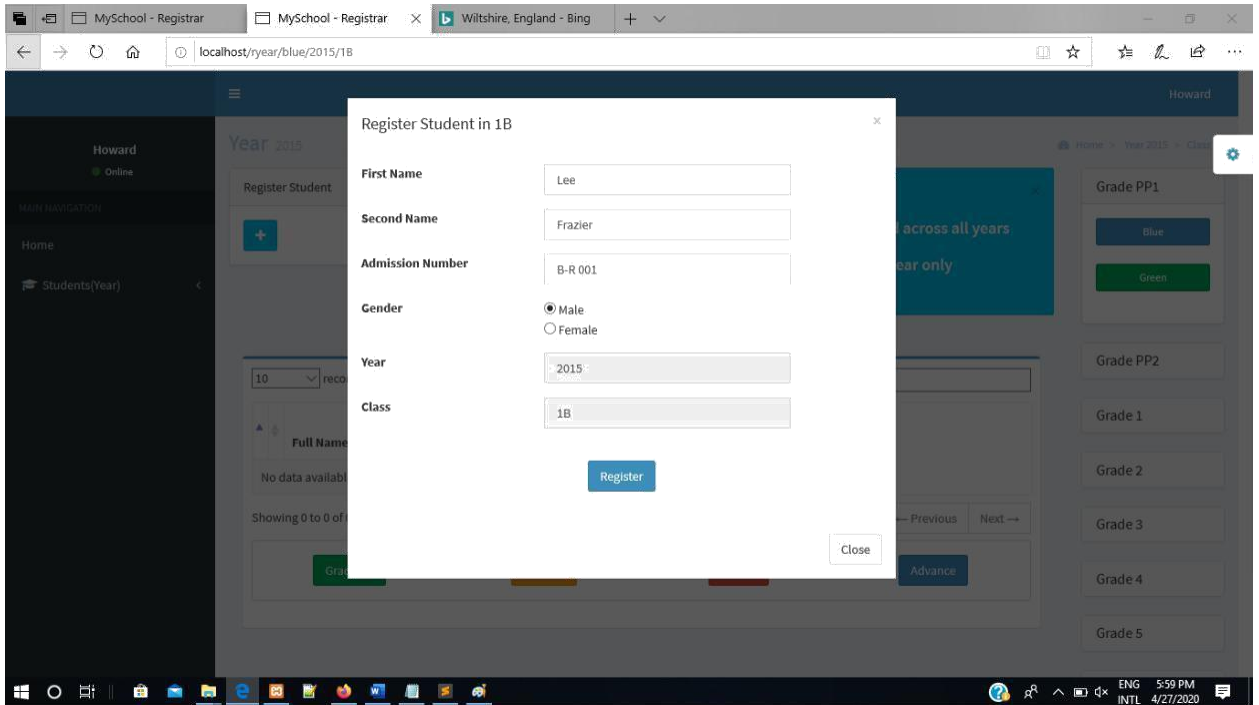 MySchool - Registrar
MySchool - Registrar
Wiltshire, England - Bing
localhost/ryear/blue/2015/1B
Howard
Howard
Online
MAIN NAVIGATION
Home
Students(Year)
Year 2015
Home > Year 2015 > Class
Register Student
Register Student in 1B
First Name
Lee
Second Name
Frazier
Admission Number
B-R 001
Gender
Male
Female
Year
2015
Class
1B
Register
Close
across all years
ear only
10
Full Name
No data availabl
Showing 0 to 0 of
← Previous
Next →
Advance
Grade PP1
Blue
Green
Grade PP2
Grade 1
Grade 2
Grade 3
Grade 4
Grade 5
ENG
INTL
5:59 PM
4/27/2020